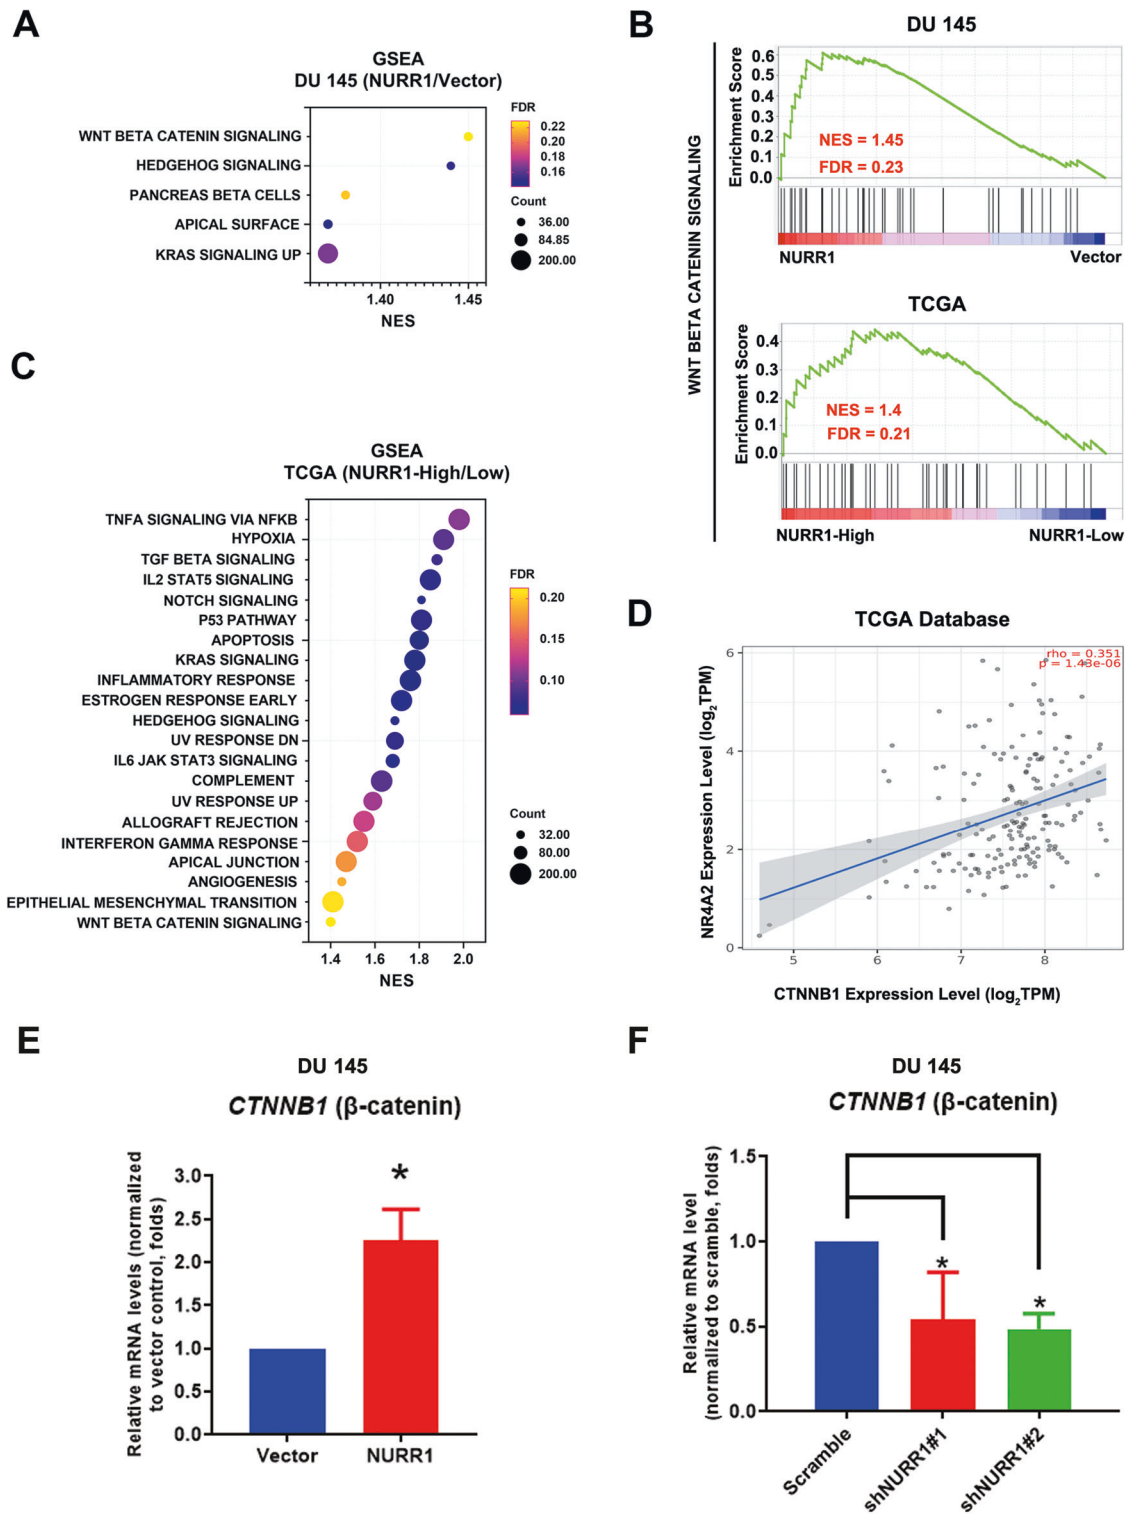 A
GSEA
DU 145 (NURR1/Vector)
WNT BETA CATENIN SIGNALING
HEDGEHOG SIGNALING
PANCREAS BETA CELLS
APICAL SURFACE
KRAS SIGNALING UP
1.40
1.45
NES
FDR
0.22
0.20
0.18
0.16
Count
36.00
84.85
200.00
B
WNT BETA CATENIN SIGNALING
DU 145
Enrichment Score
0.6
0.5
0.4
0.3
0.2
0.1
0.0
NES = 1.45
FDR = 0.23
NURR1
Vector
TCGA
Enrichment Score
0.4
0.3
0.2
0.1
0.0
NES = 1.4
FDR = 0.21
NURR1-High
NURR1-Low
C
GSEA
TCGA (NURR1-High/Low)
TNFA SIGNALING VIA NFKB
HYPOXIA
TGF BETA SIGNALING
IL2 STAT5 SIGNALING
NOTCH SIGNALING
P53 PATHWAY
APOPTOSIS
KRAS SIGNALING
INFLAMMATORY RESPONSE
ESTROGEN RESPONSE EARLY
HEDGEHOG SIGNALING
UV RESPONSE DN
IL6 JAK STAT3 SIGNALING
COMPLEMENT
UV RESPONSE UP
ALLOGRAFT REJECTION
INTERFERON GAMMA RESPONSE
APICAL JUNCTION
ANGIOGENESIS
EPITHELIAL MESENCHYMAL TRANSITION
WNT BETA CATENIN SIGNALING
1.4
1.6
1.8
2.0
NES
FDR
0.20
0.15
0.10
Count
32.00
80.00
200.00
D
TCGA Database
rho = 0.351
p = 1.43e-06
NR4A2 Expression Level (log₂TPM)
6
4
2
0
5
6
7
8
CTNNB1 Expression Level (log₂TPM)
E
DU 145
CTNNB1 (β-catenin)
Relative mRNA levels (normalized
to vector control, folds)
3.0
2.5
2.0
1.5
1.0
0.5
0.0
*
Vector
NURR1
F
DU 145
CTNNB1 (β-catenin)
Relative mRNA level
(normalized to scramble, folds)
1.5
1.0
0.5
0.0
*
*
Scramble
shNURR1#1
shNURR1#2